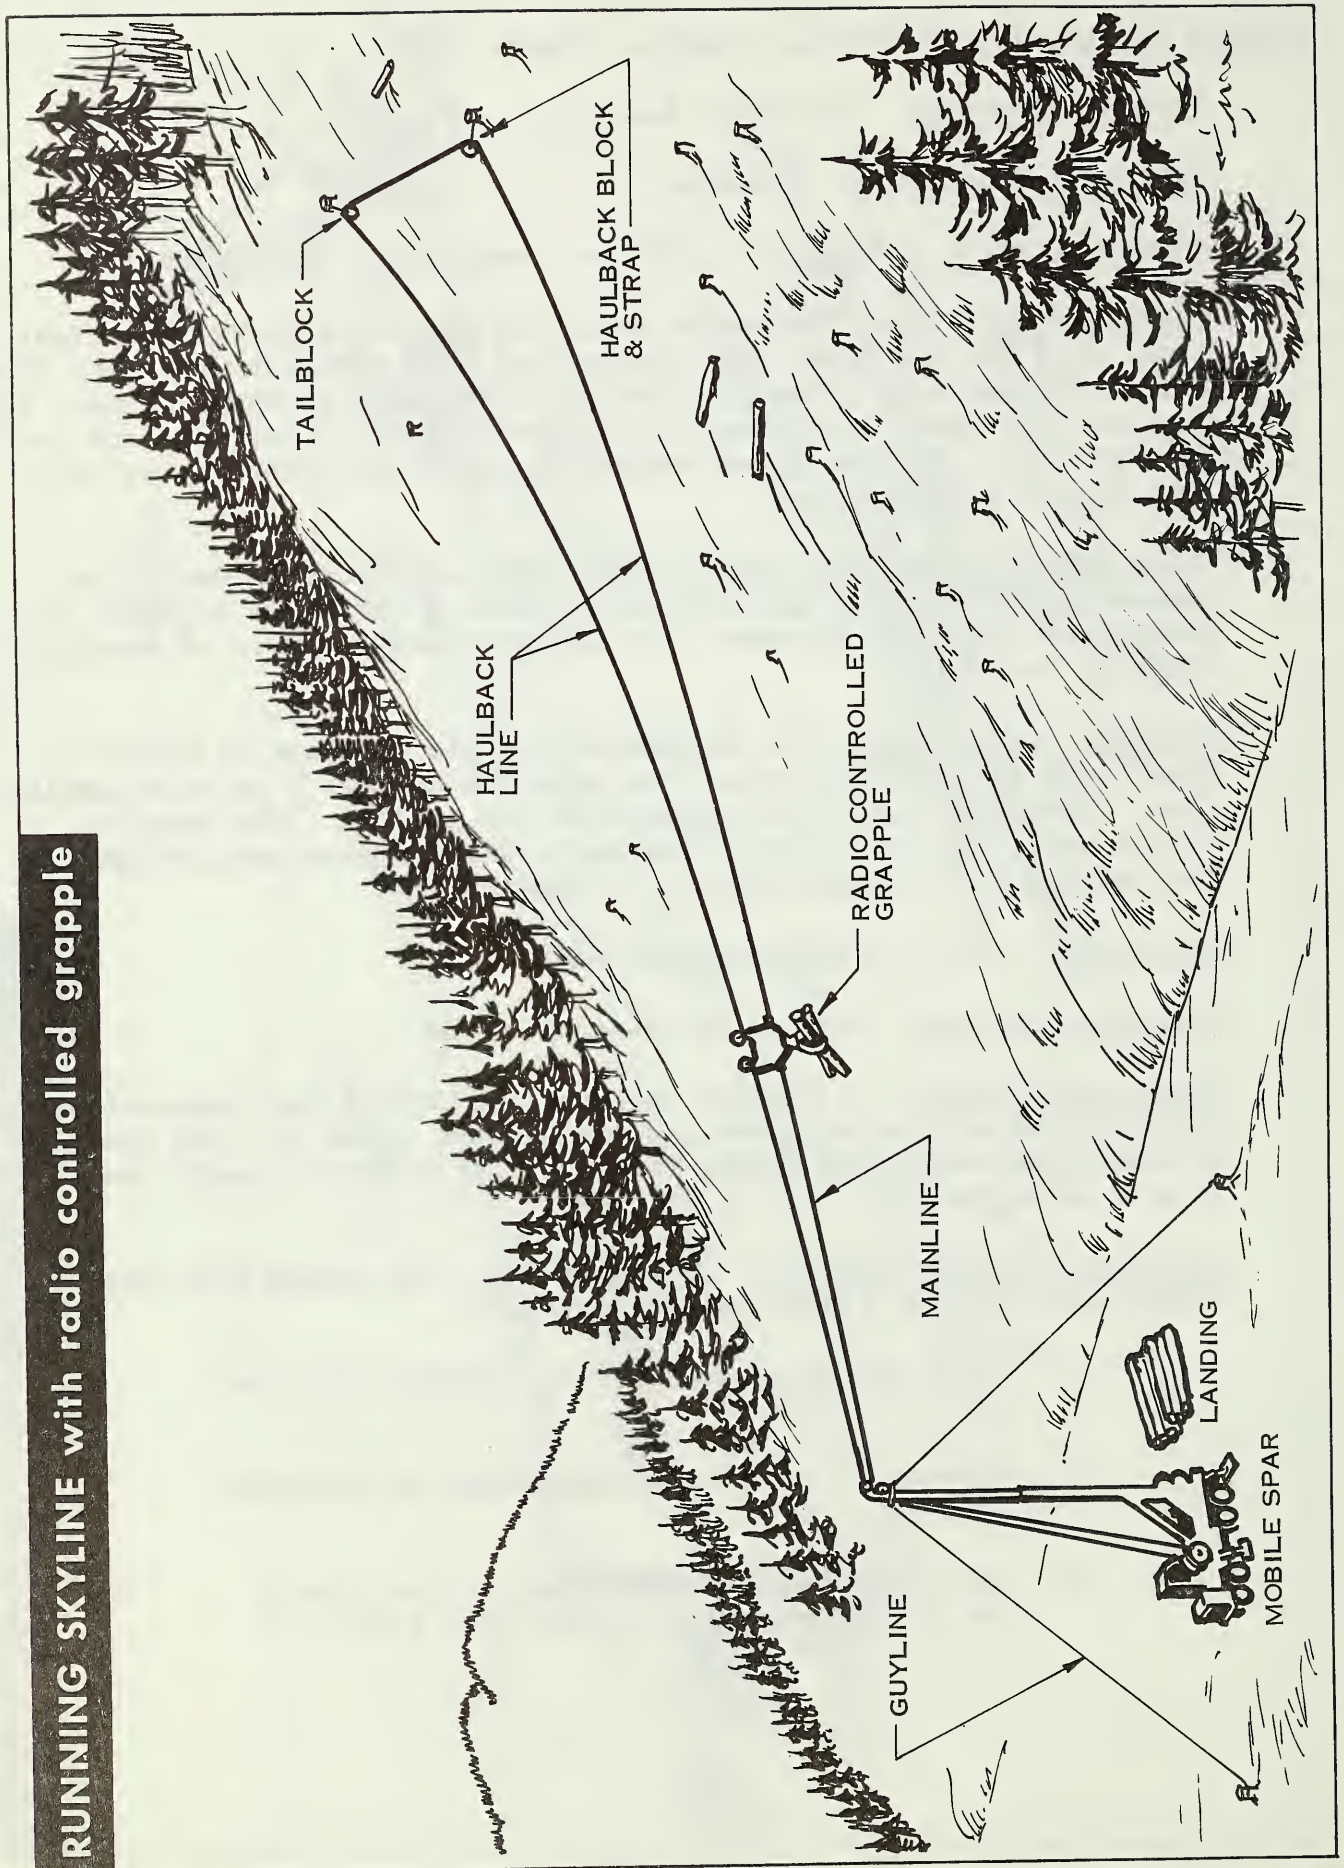 RUNNING SKYLINE with radio controlled grapple
TAILBLOCK
HAULBACK BLOCK
& STRAP
HAULBACK
LINE
RADIO CONTROLLED
GRAPPLE
MAINLINE
GUYLINE
LANDING
MOBILE SPAR